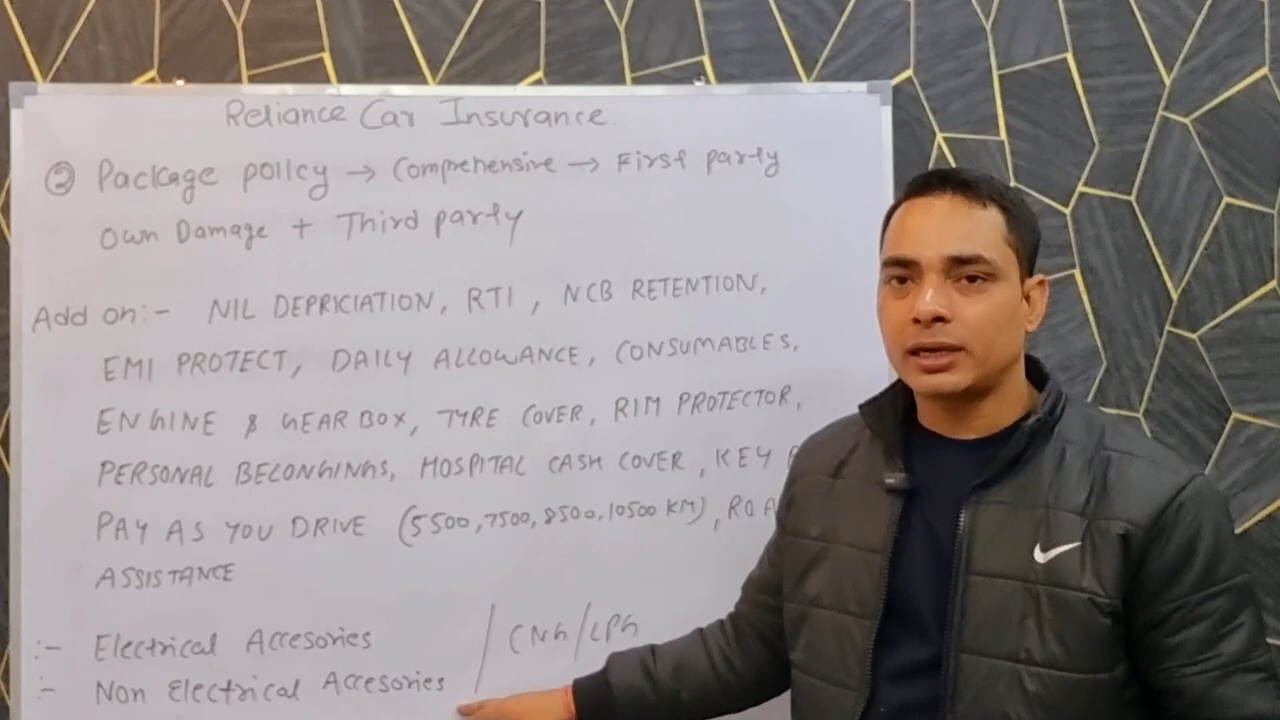 Reliance Car Insurance.
② Package policy → Comprehensive → First party
Own Damage + Third party
Add on:- NIL DEPRICIATION, RTI, NCB RETENTION,
EMI PROTECT, DAILY ALLOWANCE, CONSUMABLES,
ENGINE & GEAR BOX, TYRE COVER, RIM PROTECTOR,
PERSONAL BELONGINGS, HOSPITAL CASH COVER, KEY
PAY AS YOU DRIVE (5500, 7500, 8500, 10500 KM),
ASSISTANCE
:- Electrical Accesories / CNG/LPG
:- Non Electrical Accesories